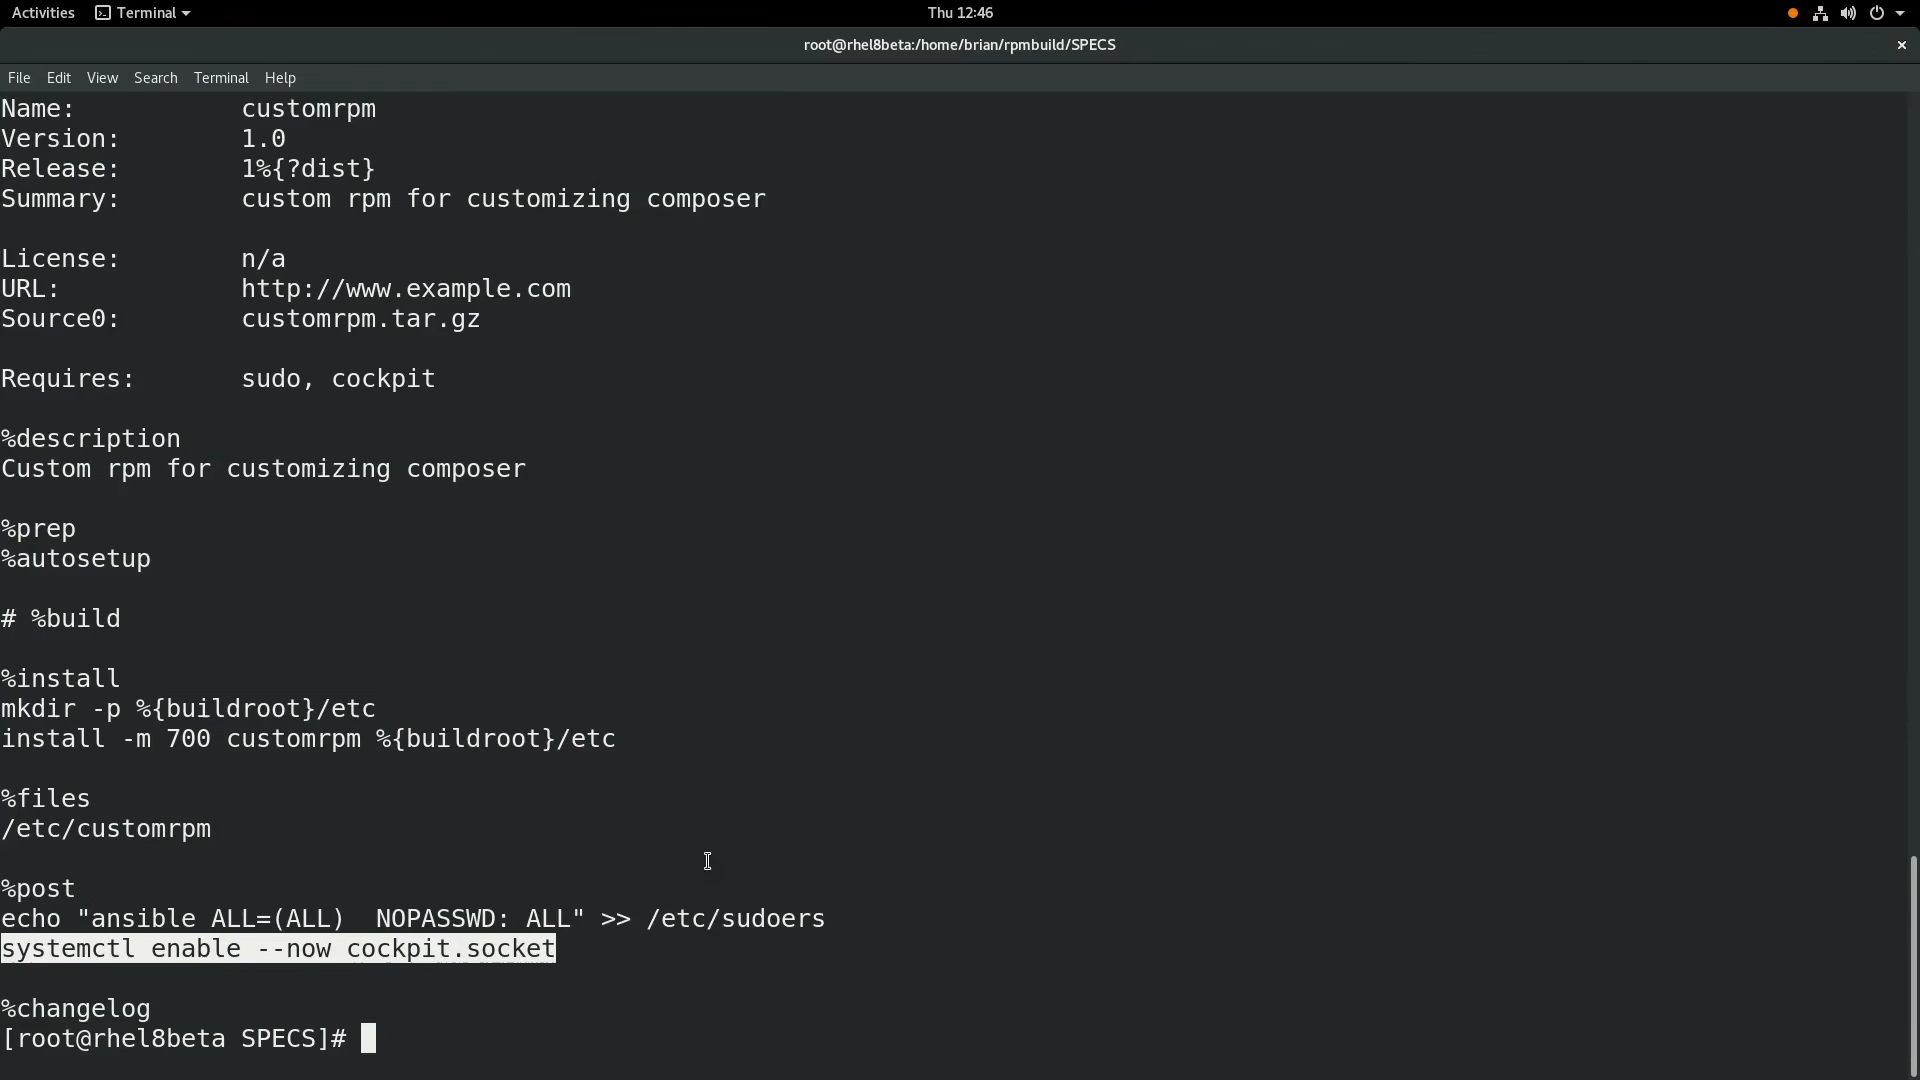 Activities Terminal Thu 12:46
root@rhel8beta:/home/brian/rpmbuild/SPECS
File Edit View Search Terminal Help
Name:           customrpm
Version:        1.0
Release:        1%{?dist}
Summary:        custom rpm for customizing composer

License:        n/a
URL:            http://www.example.com
Source0:        customrpm.tar.gz

Requires:       sudo, cockpit

%description
Custom rpm for customizing composer

%prep
%autosetup

# %build

%install
mkdir -p %{buildroot}/etc
install -m 700 customrpm %{buildroot}/etc

%files
/etc/customrpm

%post
echo "ansible ALL=(ALL)  NOPASSWD: ALL" >> /etc/sudoers
systemctl enable --now cockpit.socket

%changelog
[root@rhel8beta SPECS]#